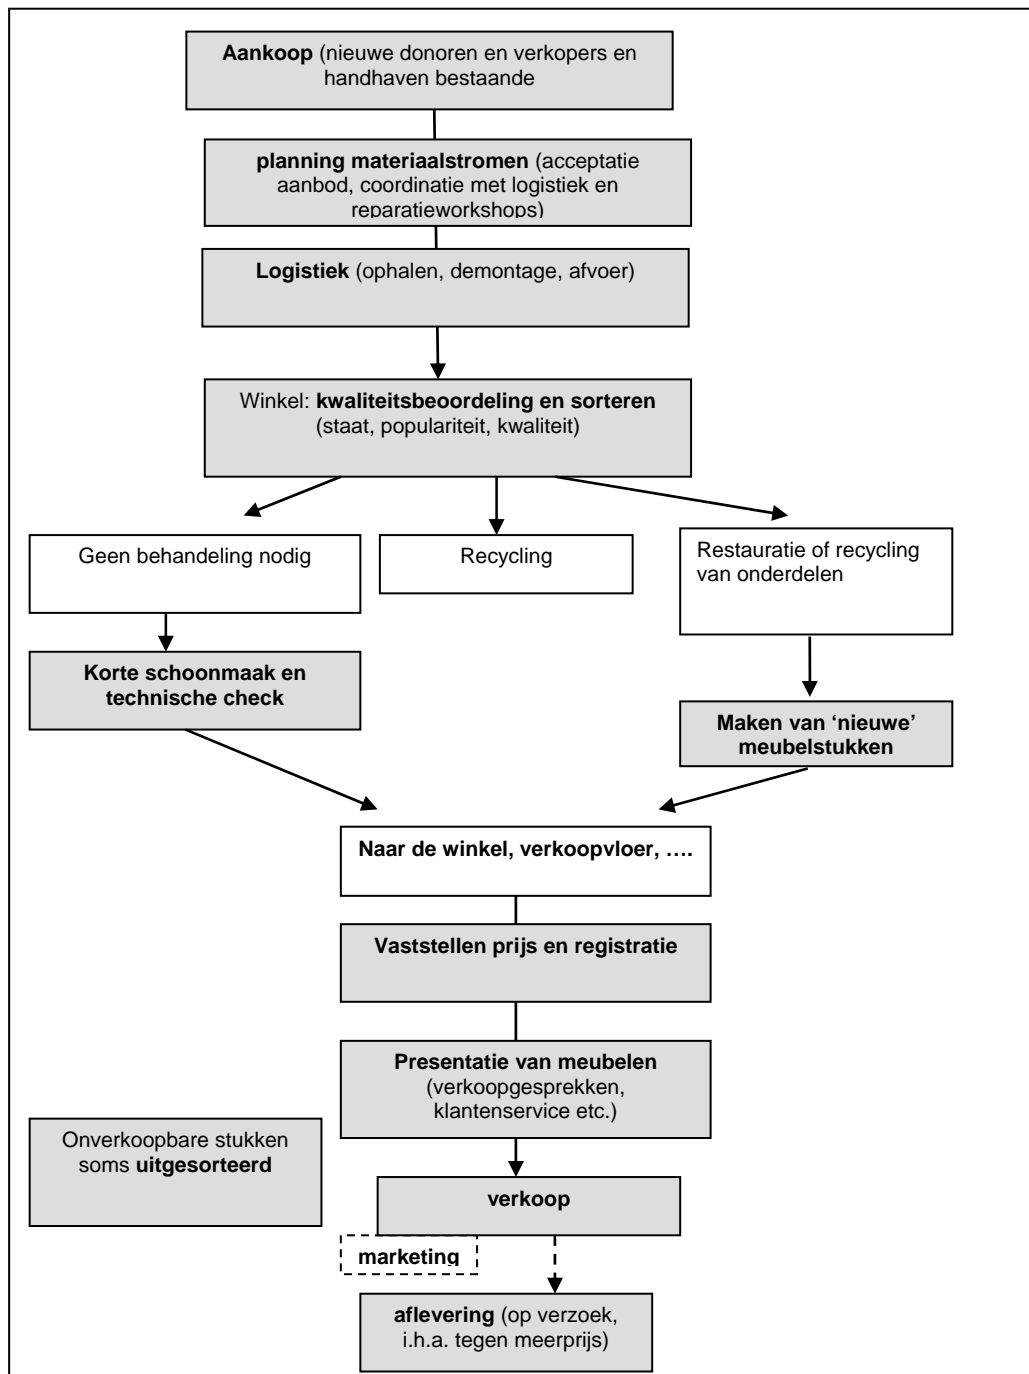 Aankoop (nieuwe donoren en verkopers en
handhaven bestaande
planning materiaalstromen (acceptatie
aanbod, coordinatie met logistiek en
reparatieworkshops)
Logistiek (ophalen, demontage, afvoer)
Winkel: kwaliteitsbeoordeling en sorteren
(staat, populariteit, kwaliteit)
Geen behandeling nodig
Recycling
Restauratie of recycling
van onderdelen
Korte schoonmaak en
technische check
Maken van ‘nieuwe’
meubelstukken
Naar de winkel, verkoopvloer, ….
Vaststellen prijs en registratie
Presentatie van meubelen
(verkoopgesprekken,
klantenservice etc.)
Onverkoopbare stukken
soms uitgesorteerd
verkoop
marketing
aflevering (op verzoek,
i.h.a. tegen meerprijs)